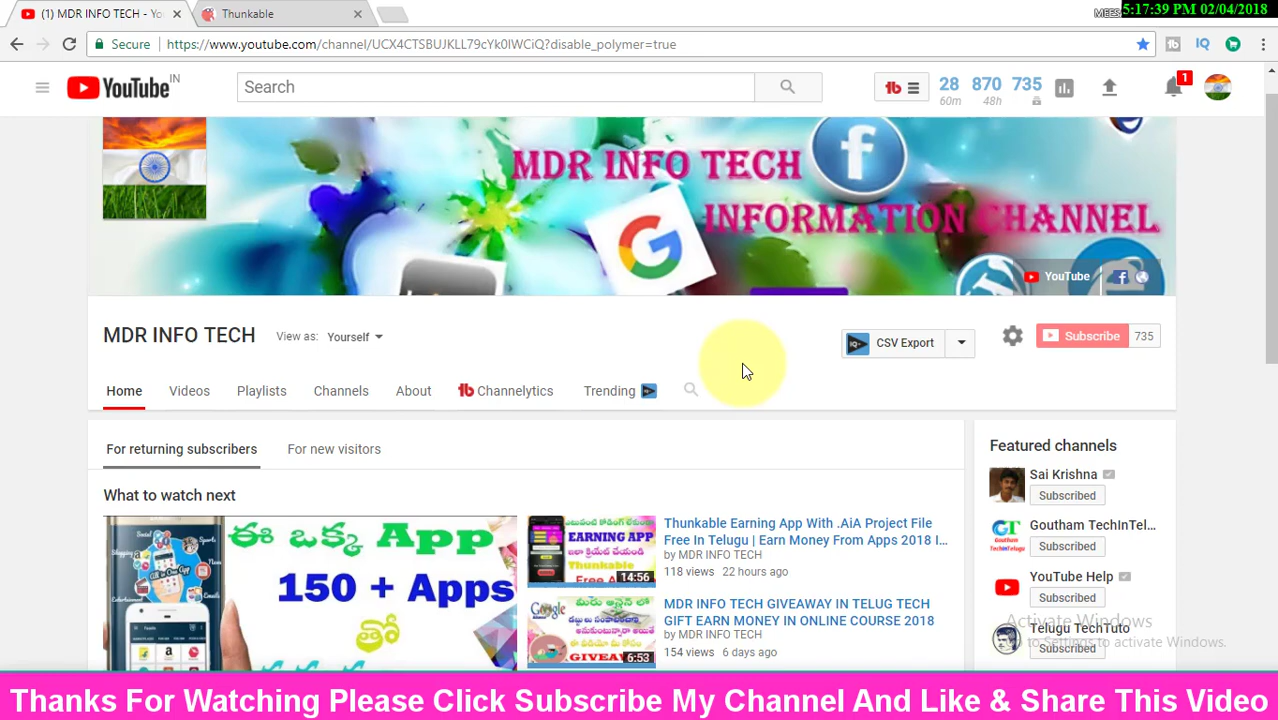 (1) MDR INFO TECH - Yo
Thunkable
5:17:39 PM 02/04/2018
Secure
https://www.youtube.com/channel/UCX4CTSBUJKLL79cYk0IWCiQ?disable_polymer=true
YouTube IN
Search
28 870 735
60m 48h
1
MDR INFO TECH
INFORMATION CHANNEL
YouTube
MDR INFO TECH
View as: Yourself
CSV Export
Subscribe 735
Home Videos Playlists Channels About Channelytics Trending
For returning subscribers For new visitors
What to watch next
ఈ ఒక్క App
150 + Apps
తో
EARNING APP
14:56
Thunkable Earning App With .AiA Project File
Free In Telugu | Earn Money From Apps 2018 I...
by MDR INFO TECH
118 views 22 hours ago
Google
6:53
MDR INFO TECH GIVEAWAY IN TELUG TECH
GIFT EARN MONEY IN ONLINE COURSE 2018
by MDR INFO TECH
154 views 6 days ago
Featured channels
Sai Krishna
Subscribed
Goutham TechInTel...
Subscribed
YouTube Help
Subscribed
Telugu TechTuto
Subscribed
Activate Windows
to Settings to activate Windows.
Thanks For Watching Please Click Subscribe My Channel And Like & Share This Video